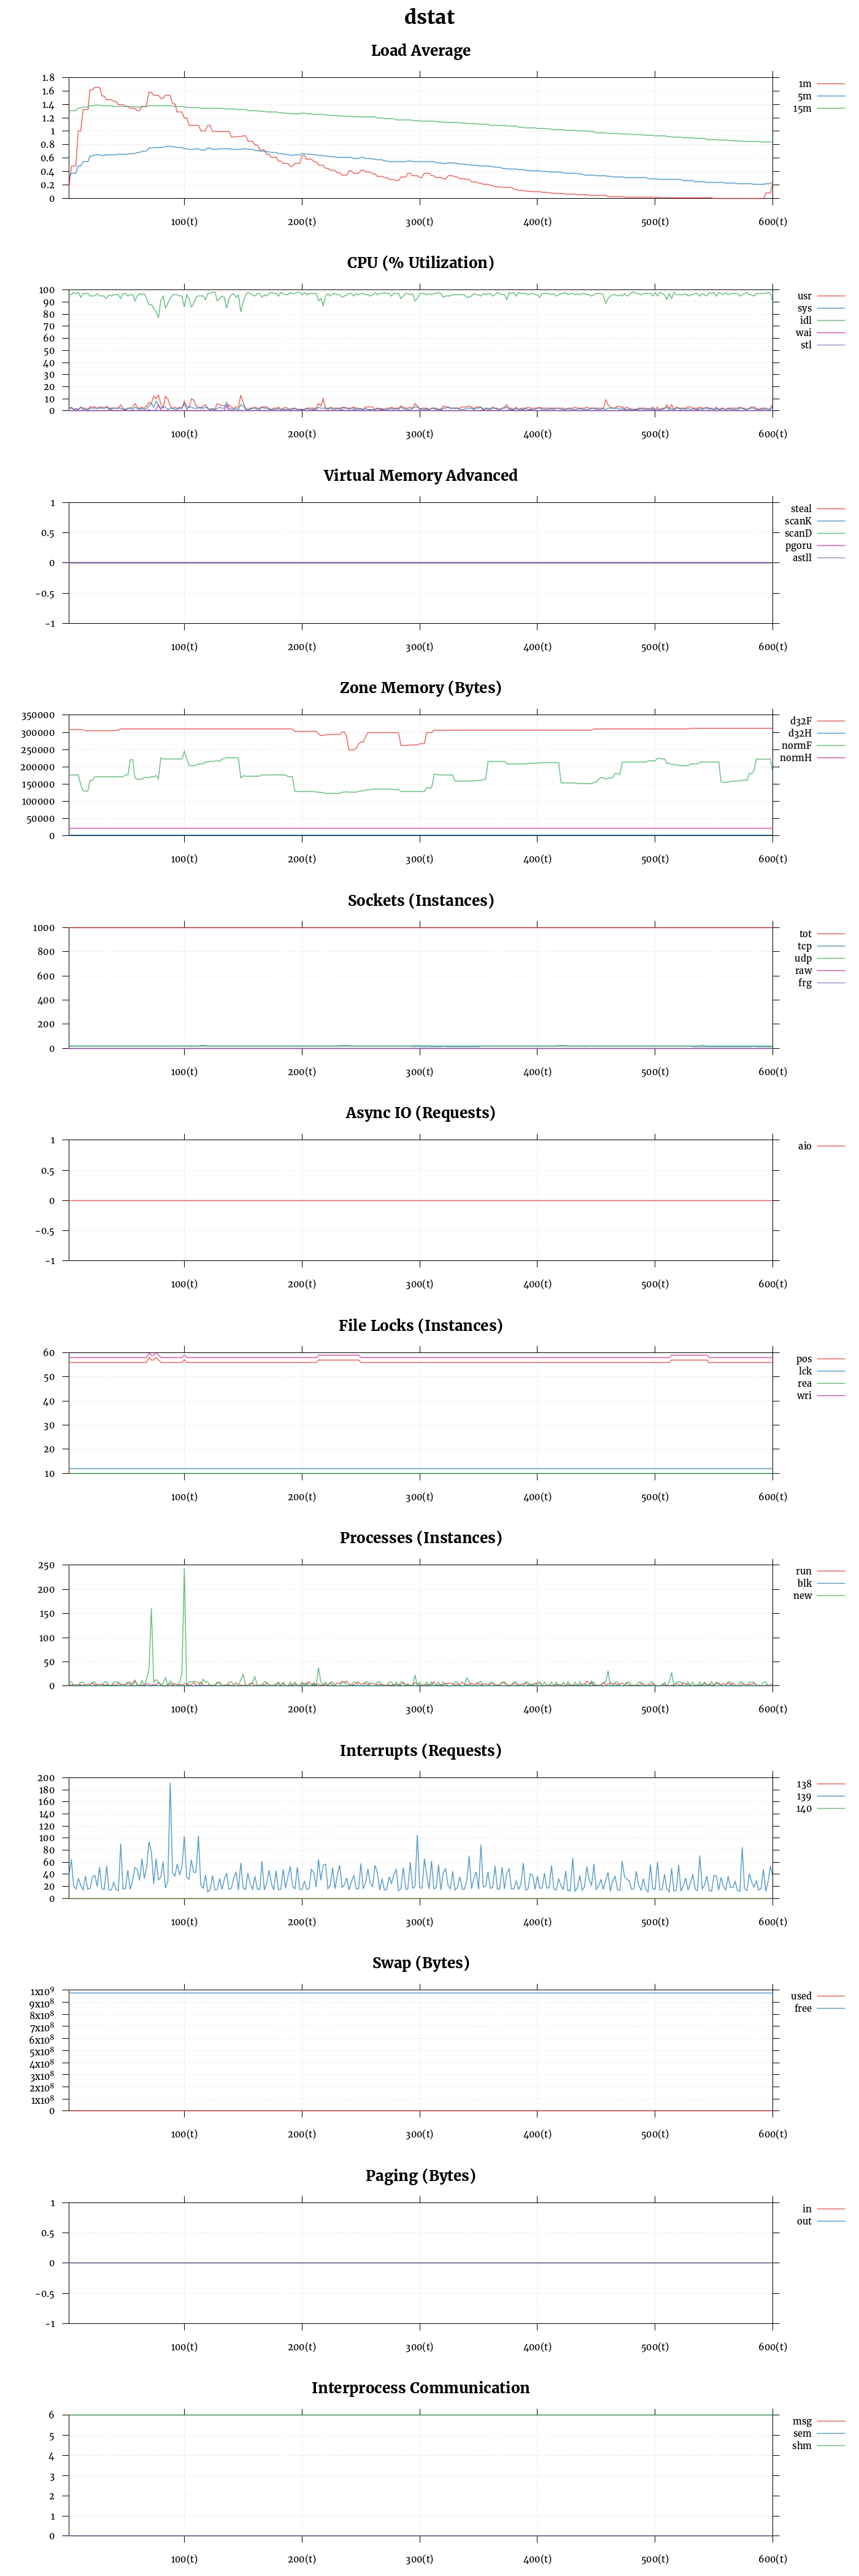 dstat
Load Average
1.8
1.6
1.4
1.2
1
0.8
0.6
0.4
0.2
0
1m
5m
15m
100(t) 200(t) 300(t) 400(t) 500(t) 600(t)
CPU (% Utilization)
100
90
80
70
60
50
40
30
20
10
0
usr
sys
idl
wai
stl
100(t) 200(t) 300(t) 400(t) 500(t) 600(t)
Virtual Memory Advanced
1
0.5
0
-0.5
-1
steal
scanK
scanD
pgoru
astll
100(t) 200(t) 300(t) 400(t) 500(t) 600(t)
Zone Memory (Bytes)
350000
300000
250000
200000
150000
100000
50000
0
d32F
d32H
normF
normH
100(t) 200(t) 300(t) 400(t) 500(t) 600(t)
Sockets (Instances)
1000
800
600
400
200
0
tot
tcp
udp
raw
frg
100(t) 200(t) 300(t) 400(t) 500(t) 600(t)
Async IO (Requests)
1
0.5
0
-0.5
-1
aio
100(t) 200(t) 300(t) 400(t) 500(t) 600(t)
File Locks (Instances)
60
50
40
30
20
10
pos
lck
rea
wri
100(t) 200(t) 300(t) 400(t) 500(t) 600(t)
Processes (Instances)
250
200
150
100
50
0
run
blk
new
100(t) 200(t) 300(t) 400(t) 500(t) 600(t)
Interrupts (Requests)
200
180
160
140
120
100
80
60
40
20
0
138
139
140
100(t) 200(t) 300(t) 400(t) 500(t) 600(t)
Swap (Bytes)
1x10⁹
9x10⁸
8x10⁸
7x10⁸
6x10⁸
5x10⁸
4x10⁸
3x10⁸
2x10⁸
1x10⁸
0
used
free
100(t) 200(t) 300(t) 400(t) 500(t) 600(t)
Paging (Bytes)
1
0.5
0
-0.5
-1
in
out
100(t) 200(t) 300(t) 400(t) 500(t) 600(t)
Interprocess Communication
6
5
4
3
2
1
0
msg
sem
shm
100(t) 200(t) 300(t) 400(t) 500(t) 600(t)